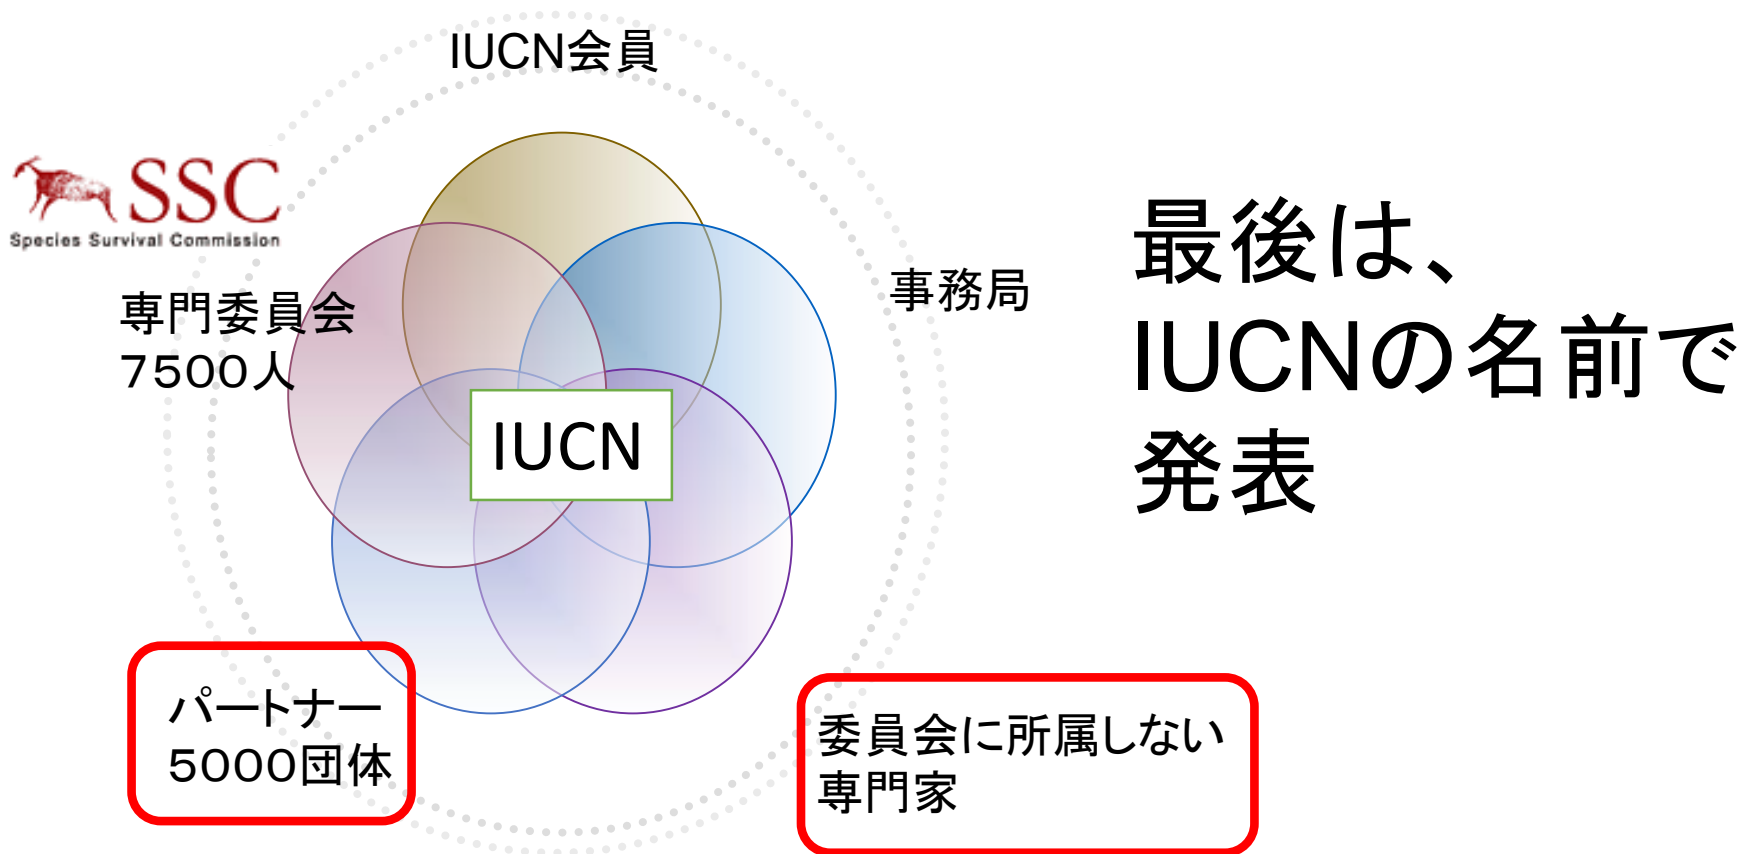 IUCN会員
SSC
Species Survival Commission
専門委員会
7500人
事務局
IUCN
パートナー
5000団体
委員会に所属しない
専門家
最後は、
IUCNの名前で
発表